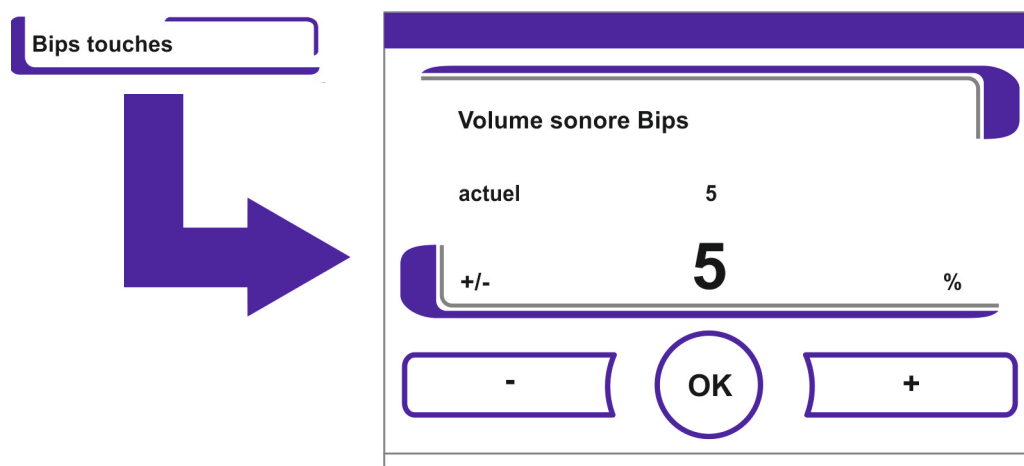 Bips touches
Volume sonore Bips
actuel 5
+/- 5 %
- OK +